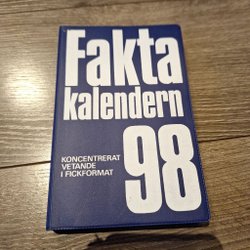 Fakta
kalendern
98
KONCENTRERAT
VETANDE
I FICKFORMAT